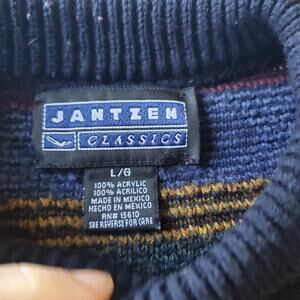 JANTZEN
CLASSICS
L/G
100% ACRYLIC
100% ACRILICO
MADE IN MEXICO
HECHO EN MEXICO
RN# 15610
SEE REVERSE FOR CARE